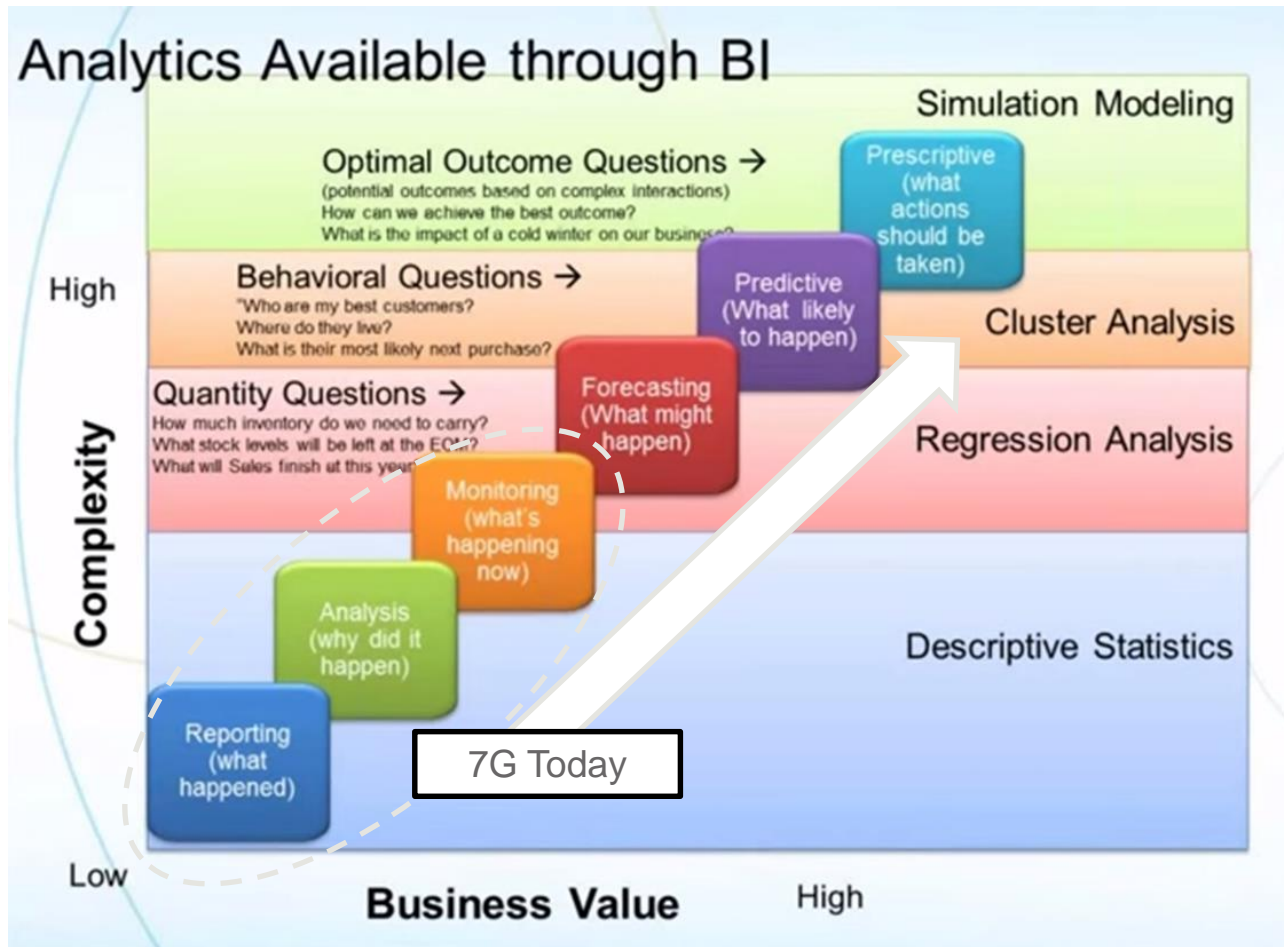 Analytics Available through BI
Simulation Modeling
Optimal Outcome Questions →
(potential outcomes based on complex interactions)
How can we achieve the best outcome?
What is the impact of a cold winter on our business?
Prescriptive
(what
actions
should be
taken)
High
Behavioral Questions →
"Who are my best customers?
Where do they live?
What is their most likely next purchase?
Predictive
(What likely
to happen)
Cluster Analysis
Quantity Questions →
How much inventory do we need to carry?
What stock levels will be left at the EOM?
What will Sales finish at this year
Forecasting
(What might
happen)
Regression Analysis
Complexity
Monitoring
(what's
happening
now)
Analysis
(why did it
happen)
Descriptive Statistics
Reporting
(what
happened)
7G Today
Low
Business Value
High